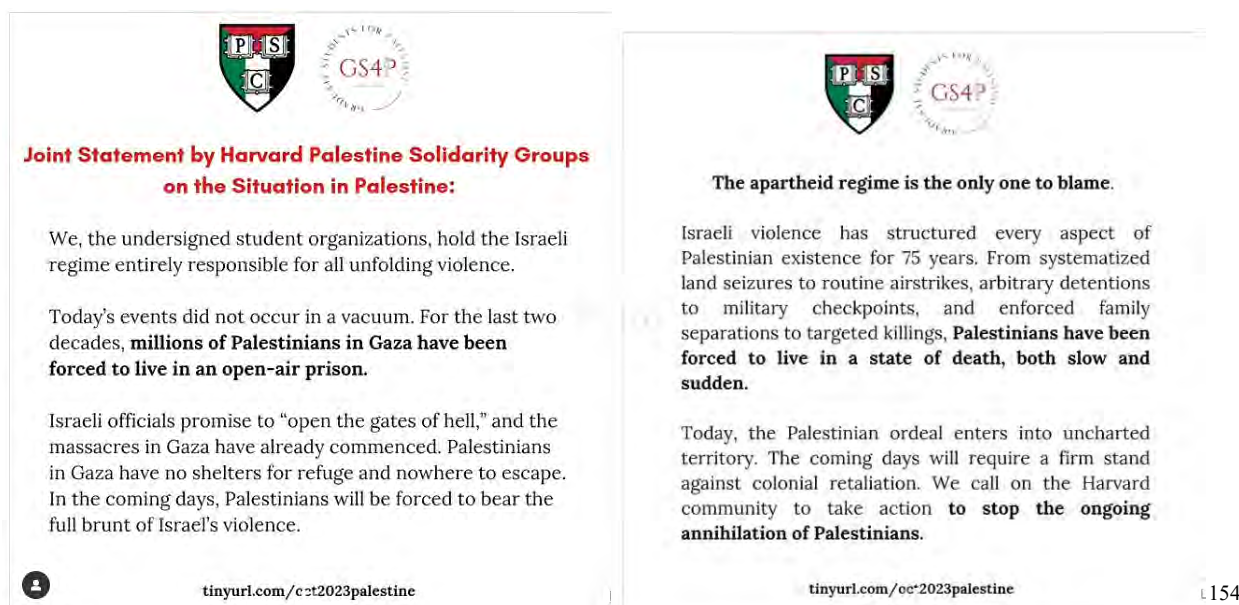 P S
C
GS4P
Joint Statement by Harvard Palestine Solidarity Groups
on the Situation in Palestine:
We, the undersigned student organizations, hold the Israeli
regime entirely responsible for all unfolding violence.
Today's events did not occur in a vacuum. For the last two
decades, millions of Palestinians in Gaza have been
forced to live in an open-air prison.
Israeli officials promise to “open the gates of hell,” and the
massacres in Gaza have already commenced. Palestinians
in Gaza have no shelters for refuge and nowhere to escape.
In the coming days, Palestinians will be forced to bear the
full brunt of Israel's violence.
P S
C
GS4P
The apartheid regime is the only one to blame.
Israeli violence has structured every aspect of
Palestinian existence for 75 years. From systematized
land seizures to routine airstrikes, arbitrary detentions
to military checkpoints, and enforced family
separations to targeted killings, Palestinians have been
forced to live in a state of death, both slow and
sudden.
Today, the Palestinian ordeal enters into uncharted
territory. The coming days will require a firm stand
against colonial retaliation. We call on the Harvard
community to take action to stop the ongoing
annihilation of Palestinians.
154